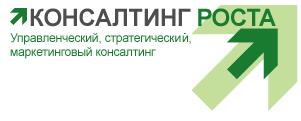 КОНСАЛТИНГ РОСТА
Управленческий, стратегический,
маркетинговый консалтинг